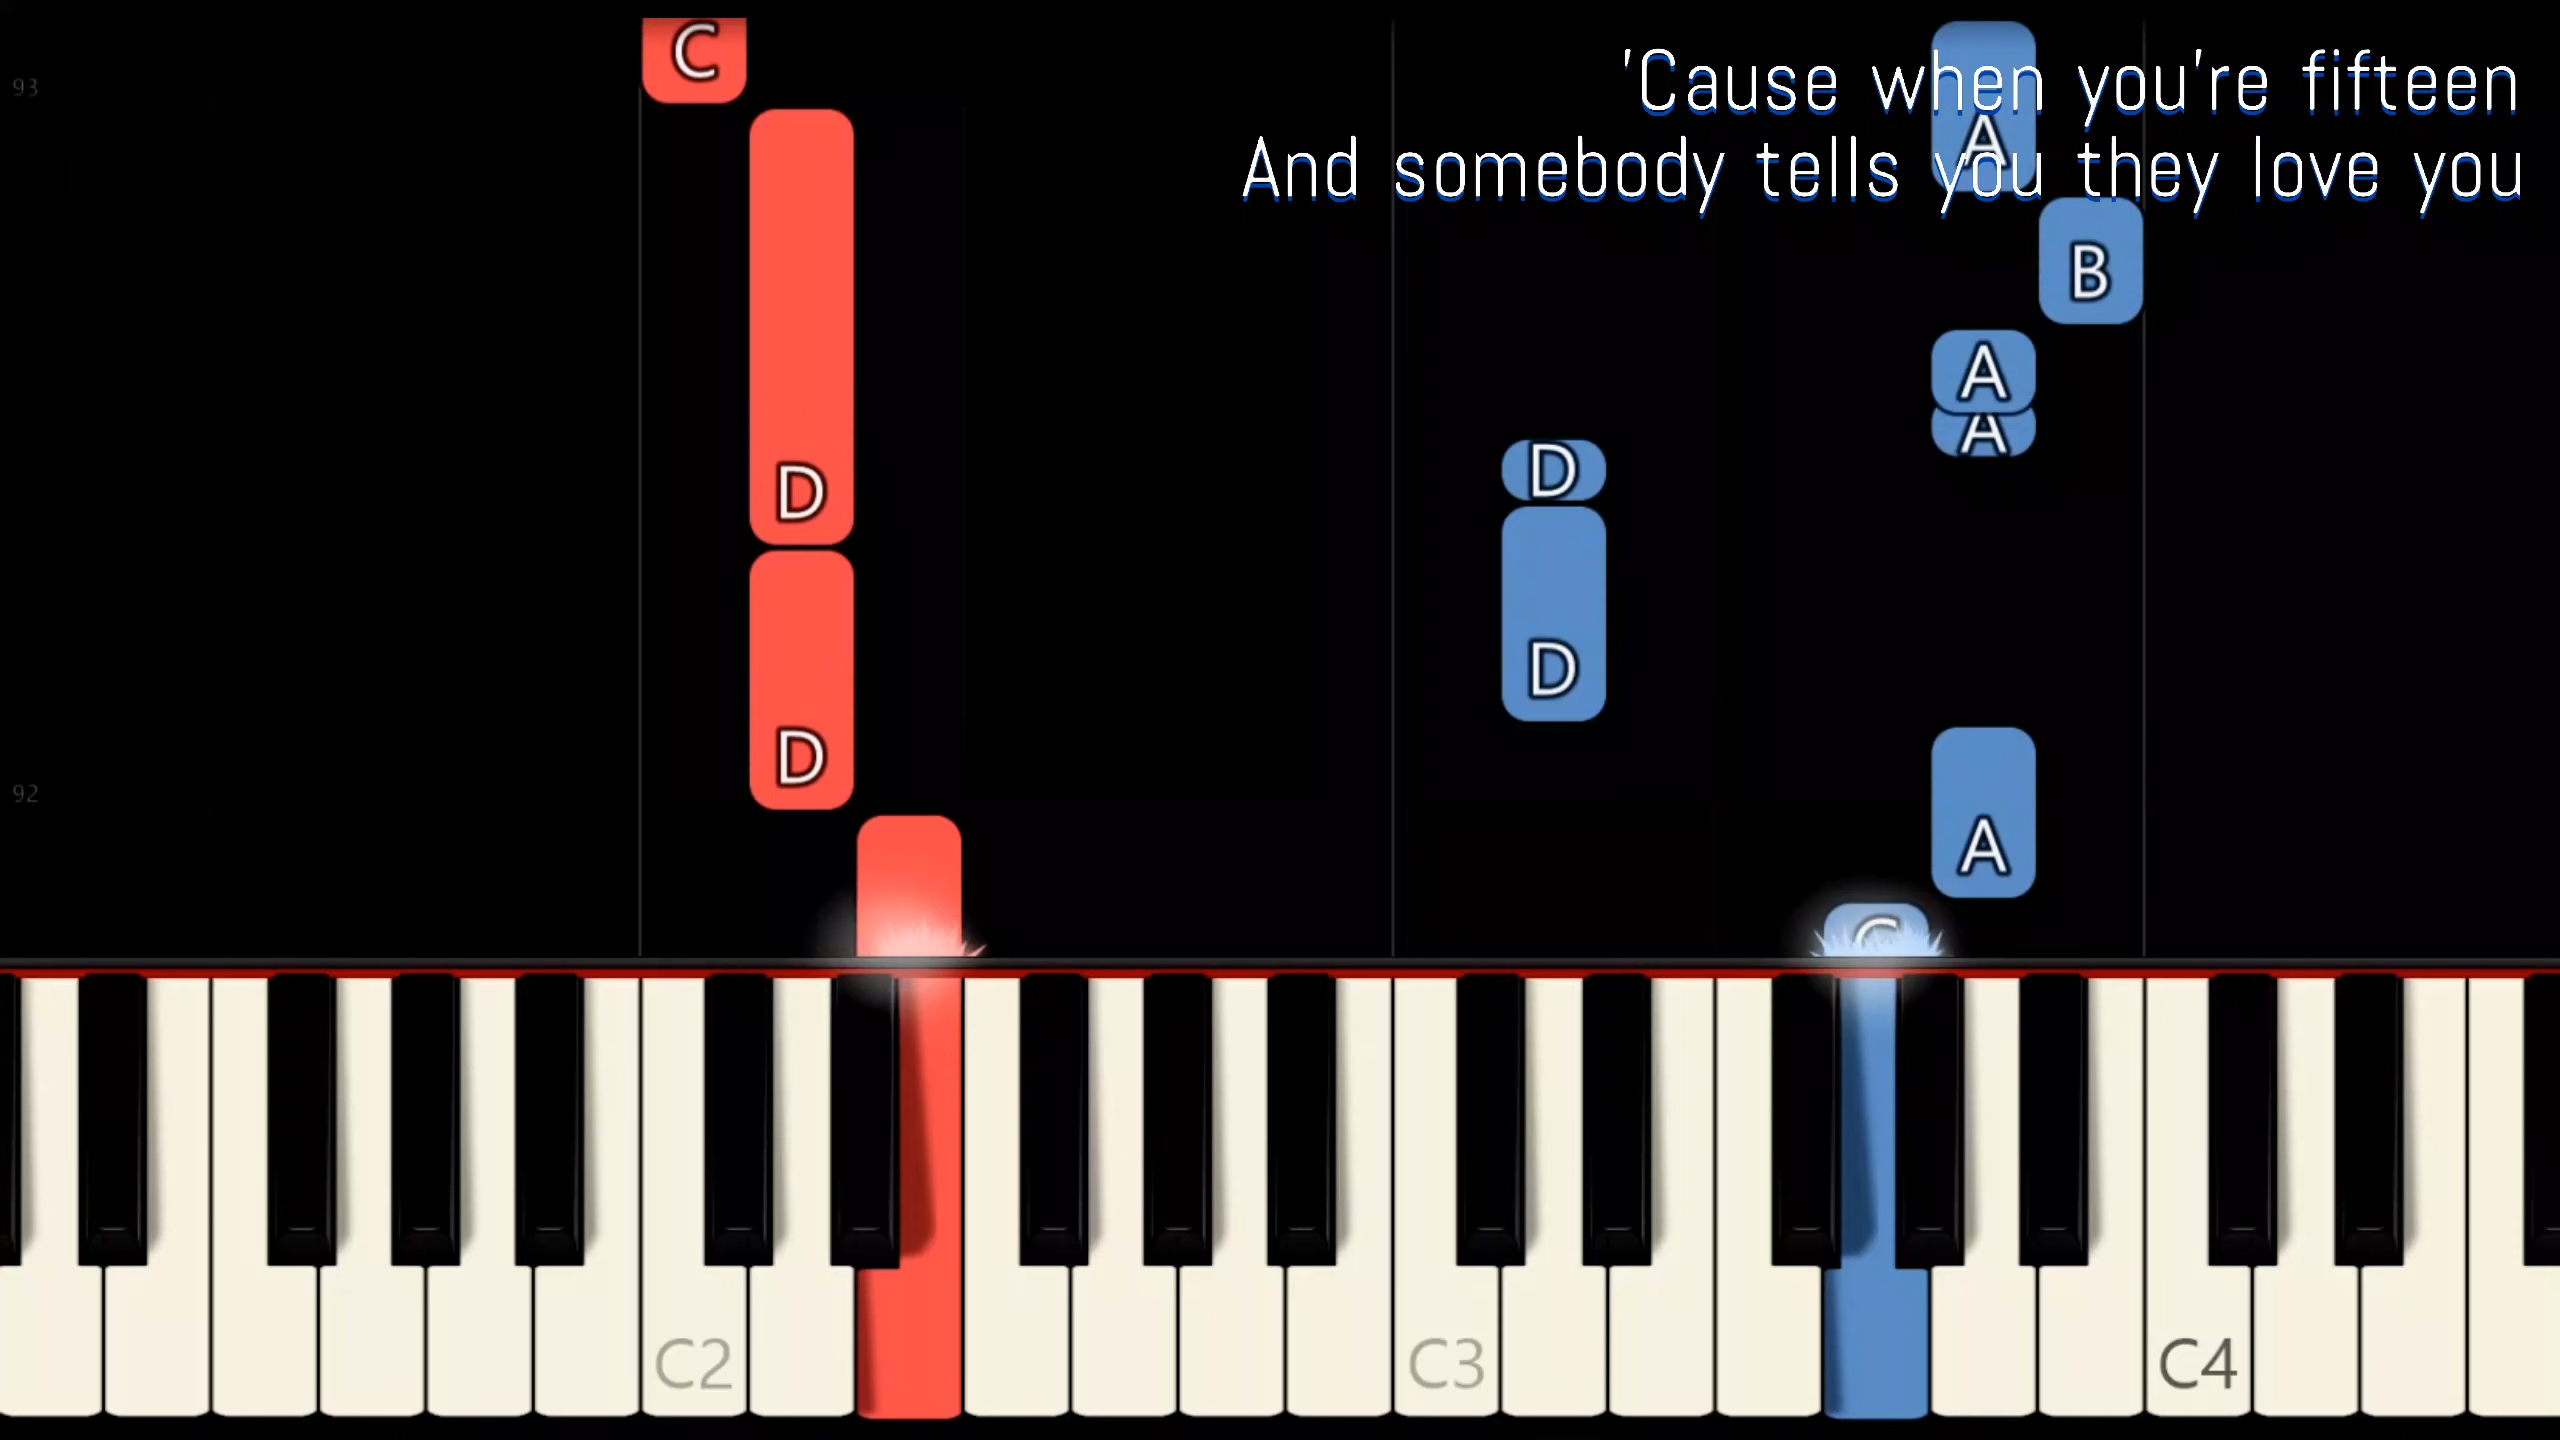 93
C
'Cause when you're fifteen
A
And somebody tells you they love you
B
A
A
D
D
D
D
92
A
C2
C3
C4